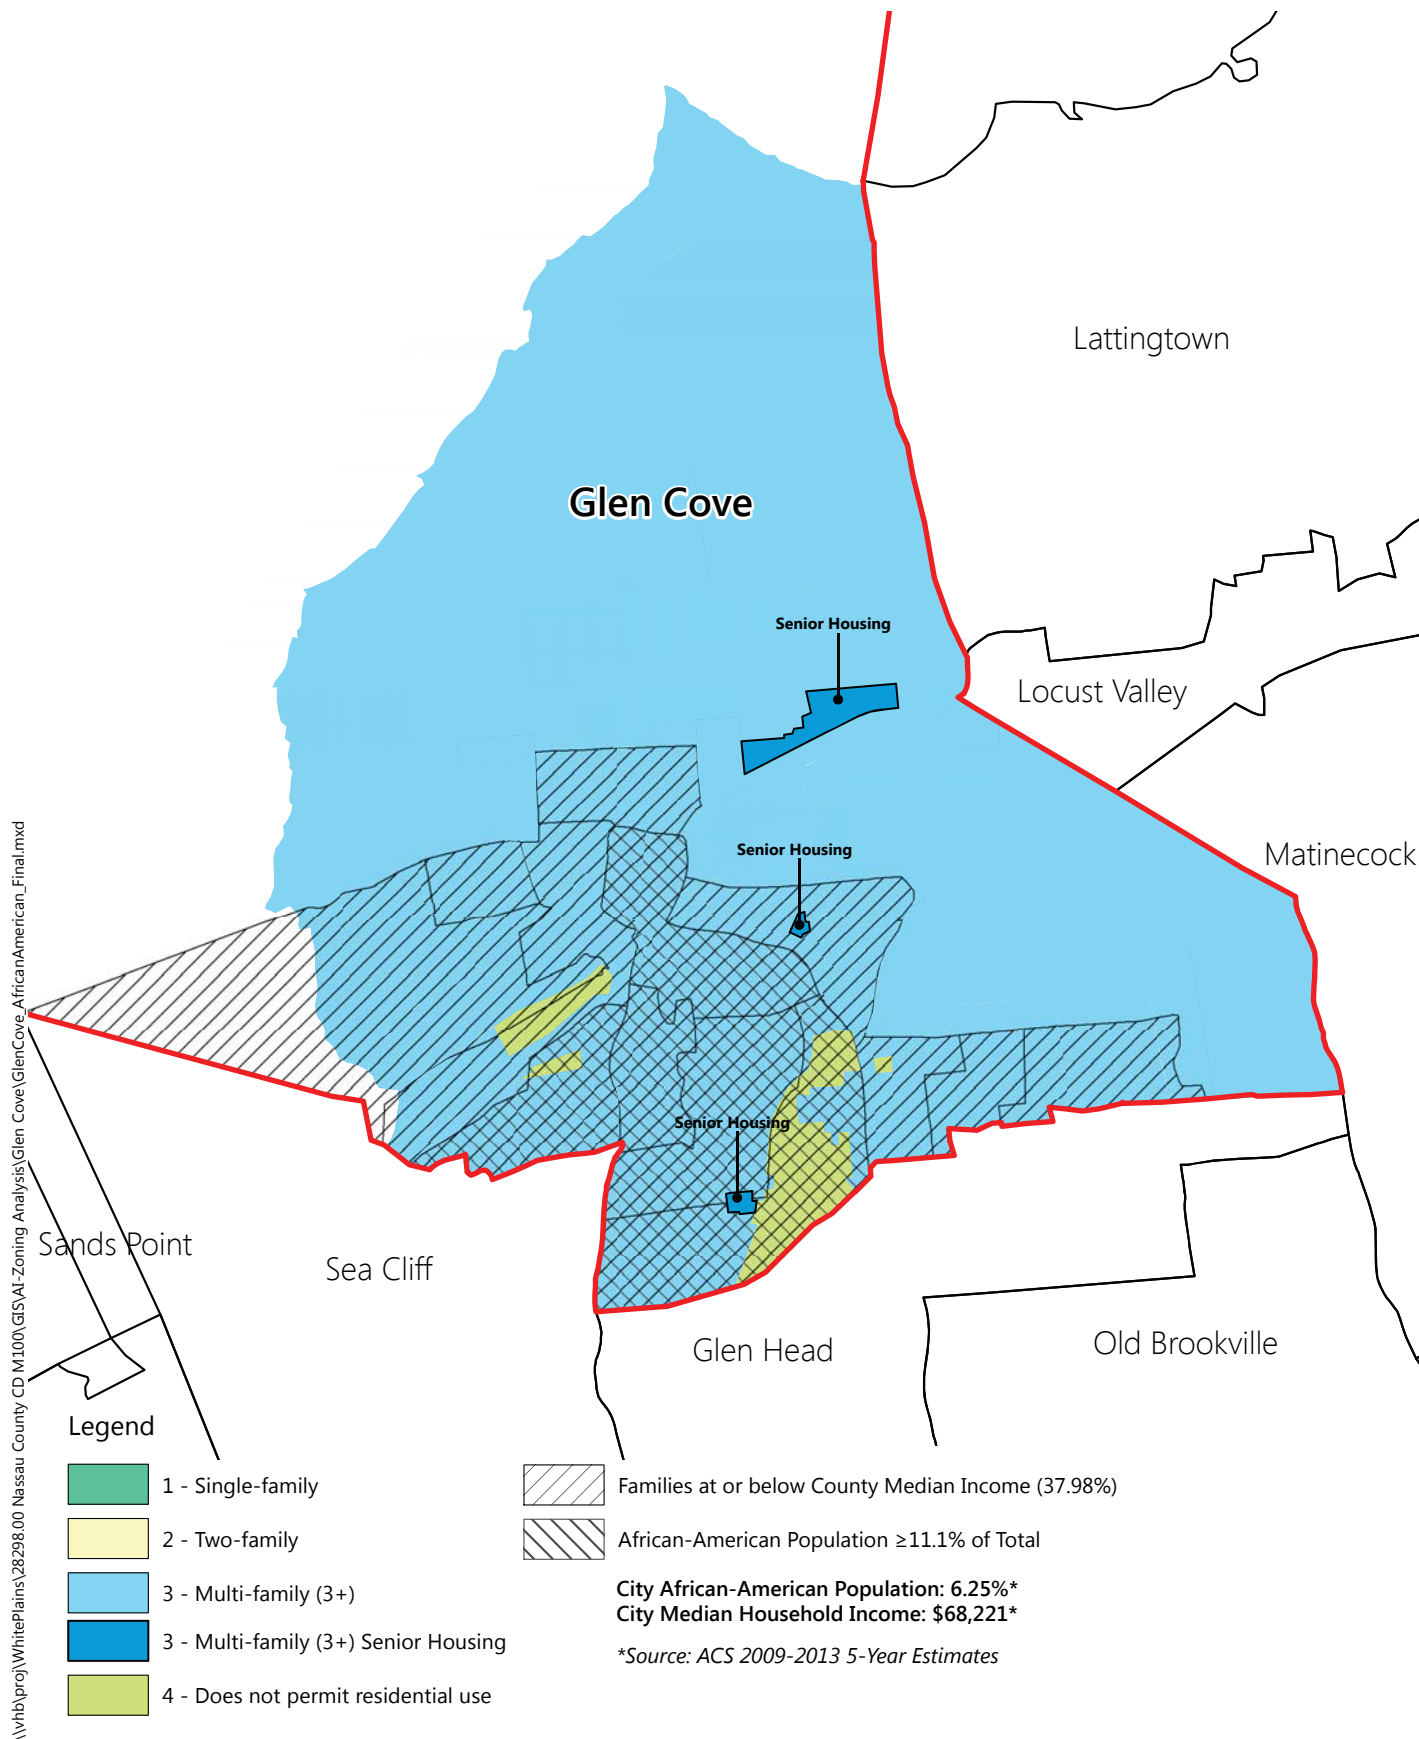 Lattingtown
Glen Cove
Senior Housing
Locust Valley
Senior Housing
Matinecock
Senior Housing
Sands Point
Sea Cliff
Glen Head
Old Brookville
\\vhb\proj\WhitePlains\28298.00 Nassau County CD M100\GIS\AI-Zoning Analysis\Glen Cove\GlenCove_AfricanAmerican_Final.mxd
Legend
1 - Single-family
2 - Two-family
3 - Multi-family (3+)
3 - Multi-family (3+) Senior Housing
4 - Does not permit residential use
Families at or below County Median Income (37.98%)
African-American Population ≥11.1% of Total
City African-American Population: 6.25%*
City Median Household Income: $68,221*
*Source: ACS 2009-2013 5-Year Estimates